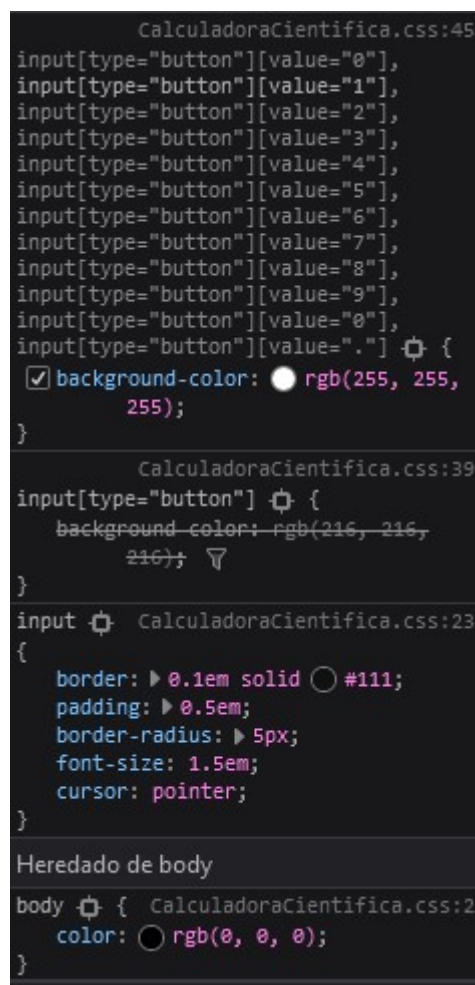 CalculadoraCientifica.css:45
input[type="button"][value="0"],
input[type="button"][value="1"],
input[type="button"][value="2"],
input[type="button"][value="3"],
input[type="button"][value="4"],
input[type="button"][value="5"],
input[type="button"][value="6"],
input[type="button"][value="7"],
input[type="button"][value="8"],
input[type="button"][value="9"],
input[type="button"][value="0"],
input[type="button"][value="."] {
background-color: rgb(255, 255,
255);
}
CalculadoraCientifica.css:39
input[type="button"] {
background-color: rgb(216, 216,
216);
}
input CalculadoraCientifica.css:23
{
border: 0.1em solid #111;
padding: 0.5em;
border-radius: 5px;
font-size: 1.5em;
cursor: pointer;
}
Heredado de body
body { CalculadoraCientifica.css:2
color: rgb(0, 0, 0);
}